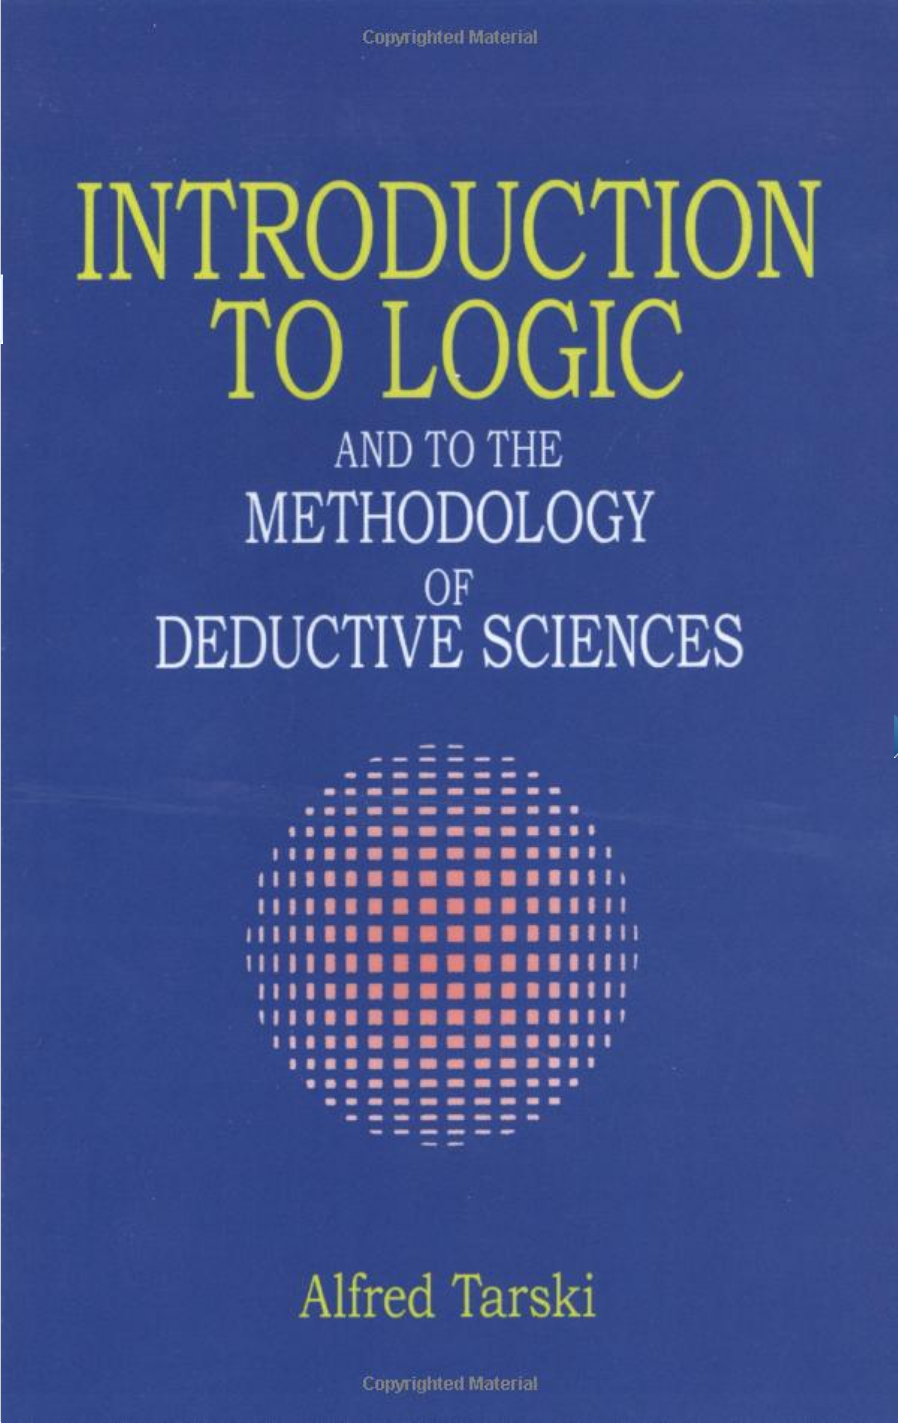 Copyrighted Material
INTRODUCTION
TO LOGIC
AND TO THE
METHODOLOGY
OF
DEDUCTIVE SCIENCES
Alfred Tarski
Copyrighted Material